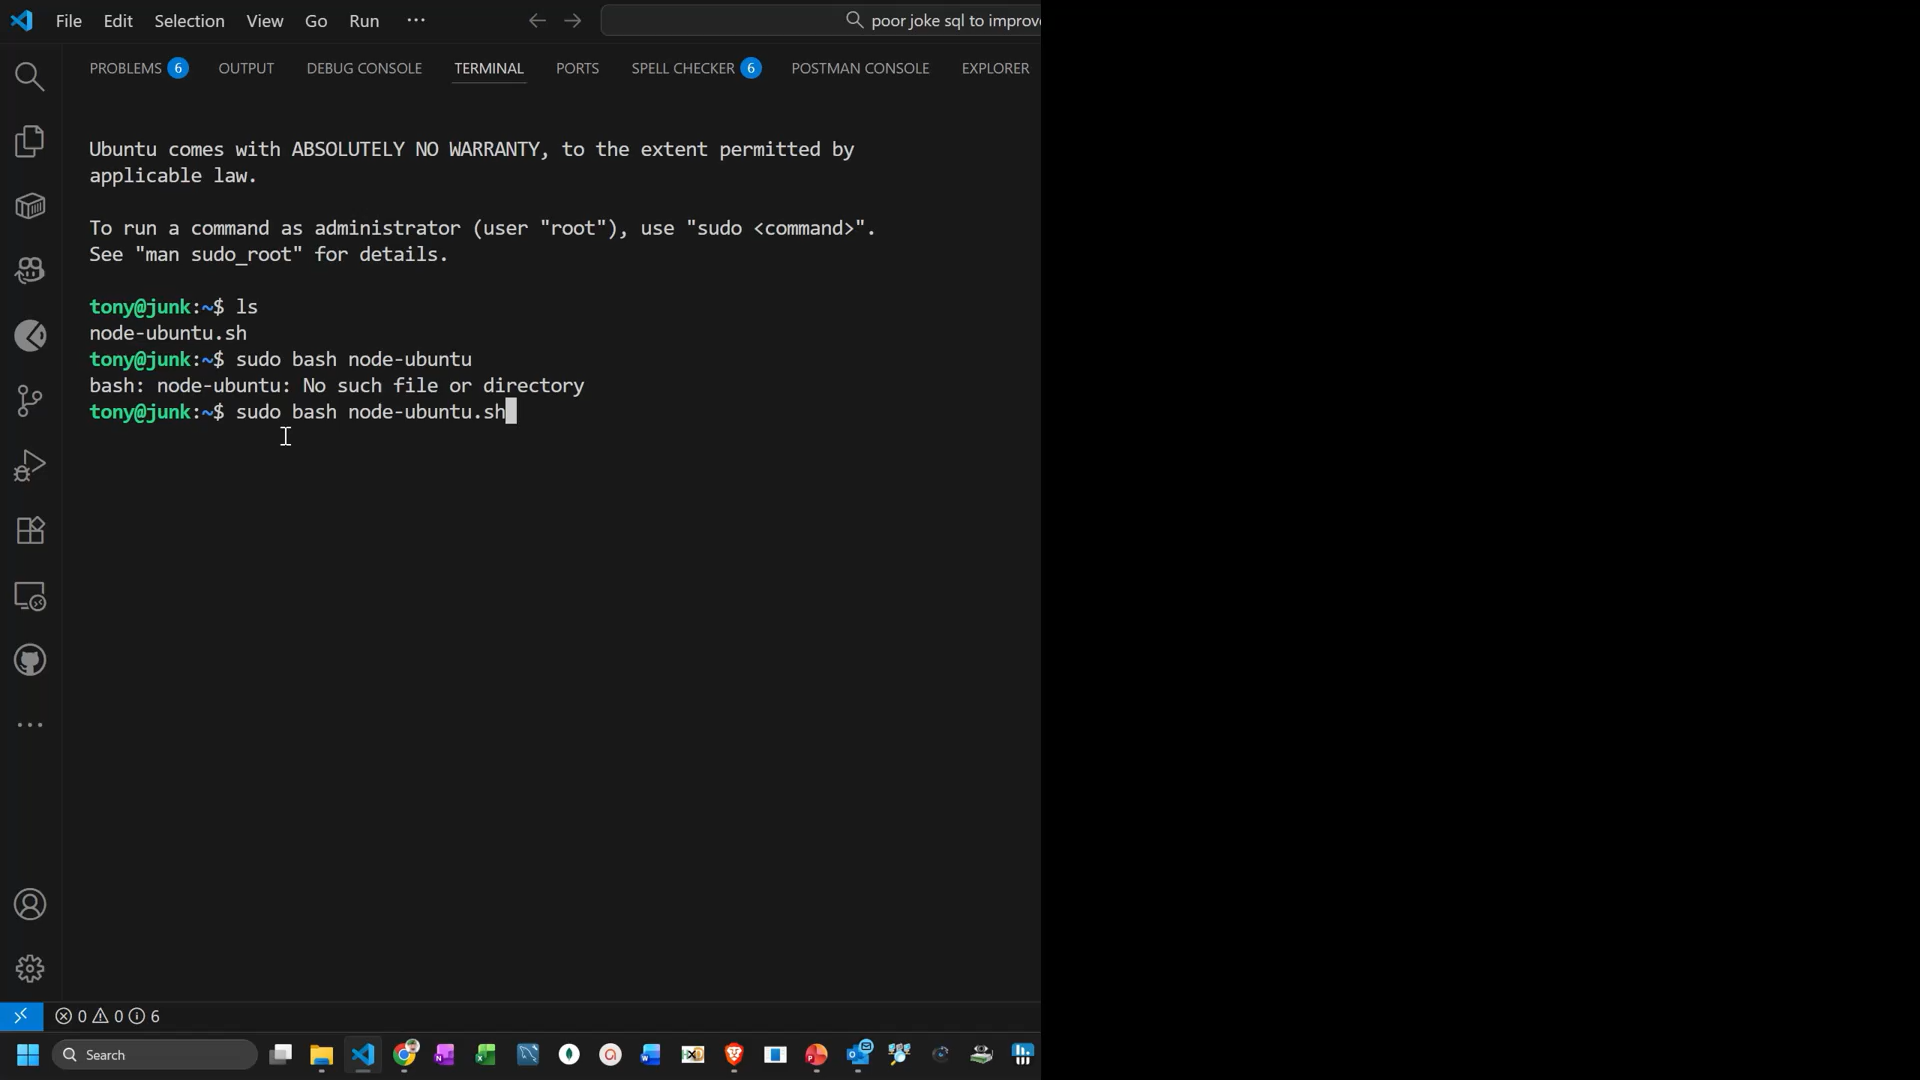 File Edit Selection View Go Run ··· poor joke sql to improve
PROBLEMS 6 OUTPUT DEBUG CONSOLE TERMINAL PORTS SPELL CHECKER 6 POSTMAN CONSOLE EXPLORER
Ubuntu comes with ABSOLUTELY NO WARRANTY, to the extent permitted by
applicable law.
To run a command as administrator (user "root"), use "sudo <command>".
See "man sudo_root" for details.
tony@junk:~$ ls
node-ubuntu.sh
tony@junk:~$ sudo bash node-ubuntu
bash: node-ubuntu: No such file or directory
tony@junk:~$ sudo bash node-ubuntu.sh
0 0 6
Search